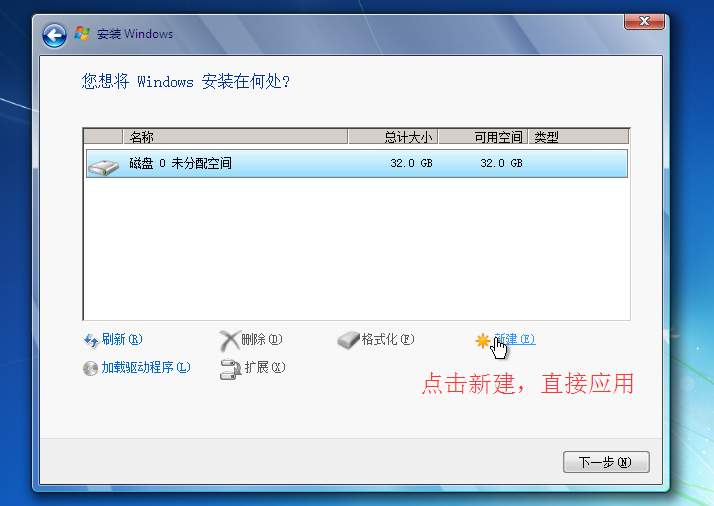 安装 Windows
您想将 Windows 安装在何处?
名称 总计大小 可用空间 类型
磁盘 0 未分配空间 32.0 GB 32.0 GB
刷新(R) 删除(D) 格式化(F) 新建(E)
加载驱动程序(L) 扩展(X)
点击新建，直接应用
下一步(N)